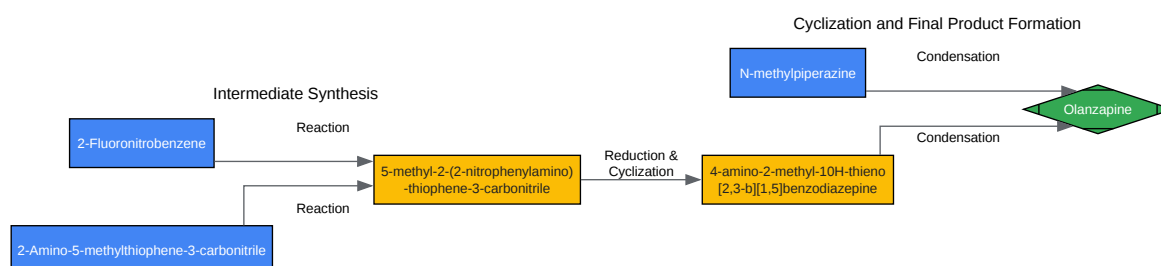 Cyclization and Final Product Formation
N-methylpiperazine
Condensation
Olanzapine
Condensation
Intermediate Synthesis
2-Fluoronitrobenzene
Reaction
5-methyl-2-(2-nitrophenylamino)
-thiophene-3-carbonitrile
Reduction &
Cyclization
4-amino-2-methyl-10H-thieno
[2,3-b][1,5]benzodiazepine
Reaction
2-Amino-5-methylthiophene-3-carbonitrile